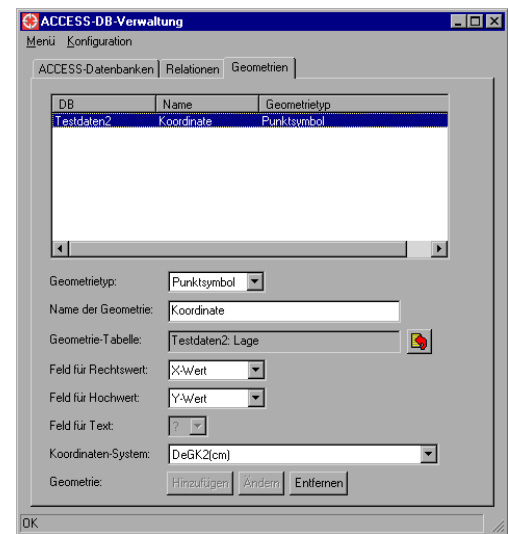 ACCESS-DB-Verwaltung
Menü Konfiguration
ACCESS-Datenbanken Relationen Geometrien
DB Name Geometrietyp
Testdaten2 Koordinate Punktsymbol
Geometrietyp: Punktsymbol
Name der Geometrie: Koordinate
Geometrie-Tabelle: Testdaten2: Lage
Feld für Rechtswert: X-Wert
Feld für Hochwert: Y-Wert
Feld für Text: ?
Koordinaten-System: DeGK2(cm)
Geometrie: Hinzufügen Ändern Entfernen
OK